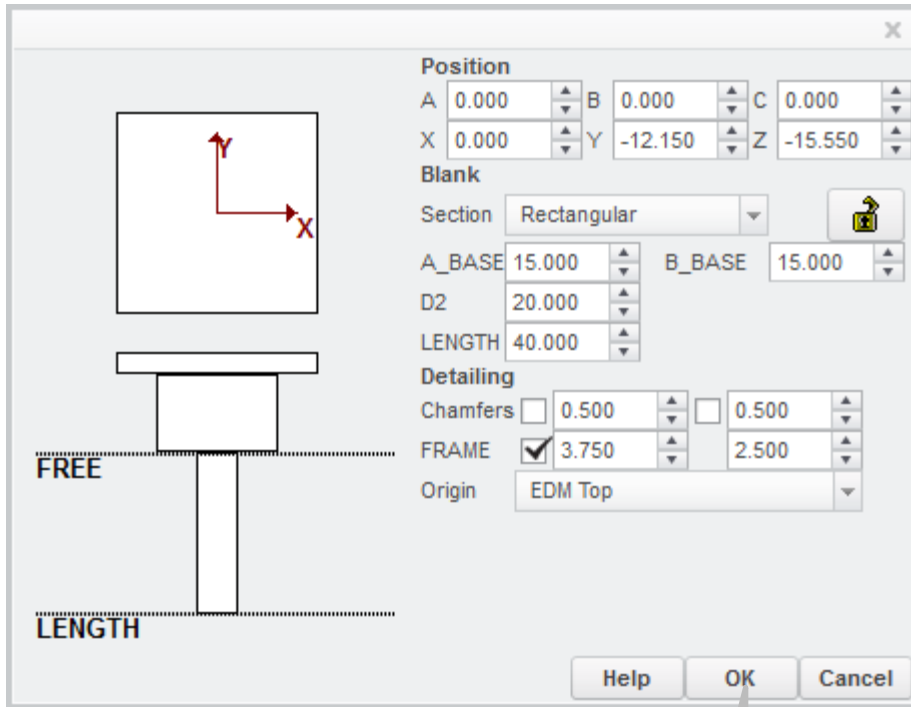 Position
A 0.000 B 0.000 C 0.000
X 0.000 Y -12.150 Z -15.550
Blank
Section Rectangular
A_BASE 15.000 B_BASE 15.000
D2 20.000
LENGTH 40.000
Detailing
Chamfers 0.500 0.500
FRAME 3.750 2.500
Origin EDM Top
Y
X
FREE
LENGTH
Help OK Cancel